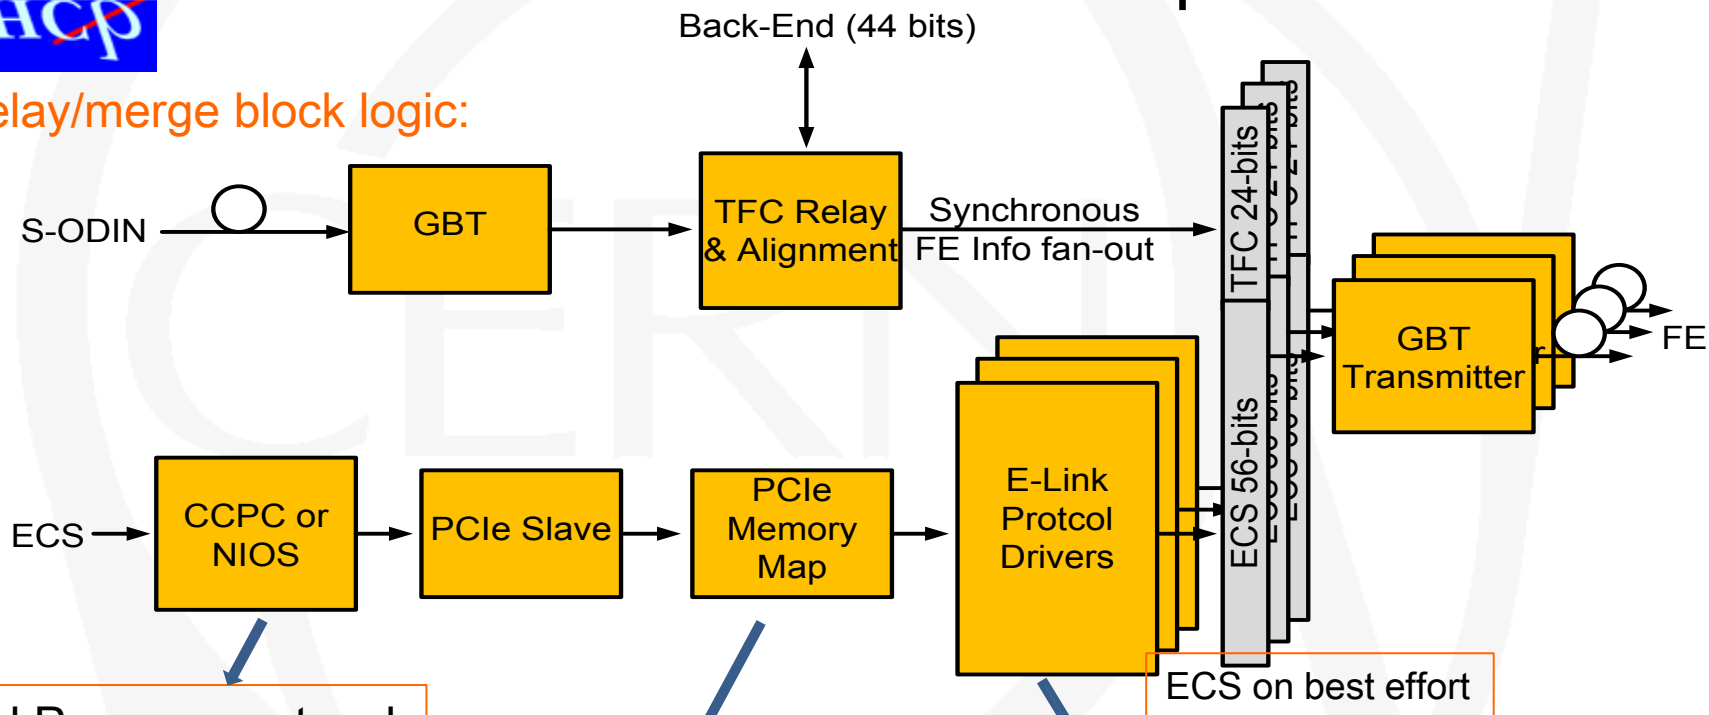 HCP
Back-End (44 bits)
elay/merge block logic:
S-ODIN
GBT
TFC Relay
& Alignment
Synchronous
FE Info fan-out
TFC 24-bits
ECS 56-bits
GBT
Transmitter
FE
ECS
CCPC or
NIOS
PCIe Slave
PCIe
Memory
Map
E-Link
Protcol
Drivers
ECS on best effort
CERN